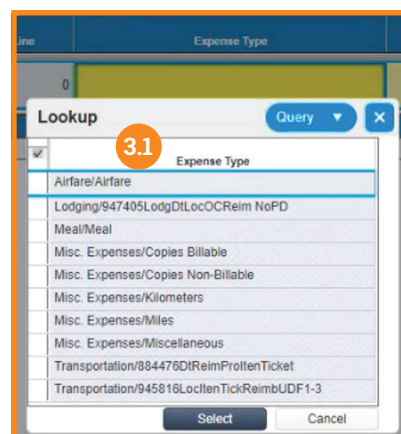 Line Expense Type
0
Lookup Query
3.1
Expense Type
Airfare/Airfare
Lodging/947405LodgDtLocOCReim NoPD
Meal/Meal
Misc. Expenses/Copies Billable
Misc. Expenses/Copies Non-Billable
Misc. Expenses/Kilometers
Misc. Expenses/Miles
Misc. Expenses/Miscellaneous
Transportation/884476DtReimProItenTicket
Transportation/945816LocItenTickReimbUDF1-3
Select Cancel